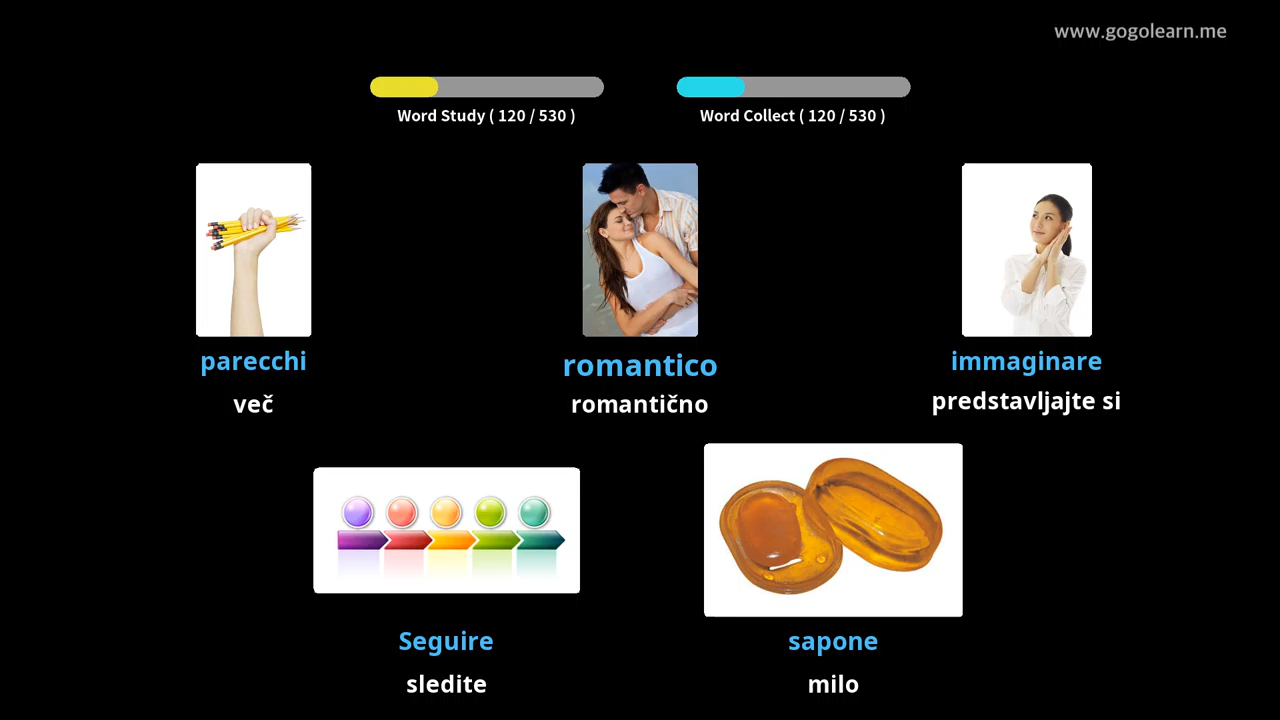 www.gogolearn.me
Word Study ( 120 / 530 )
Word Collect ( 120 / 530 )
parecchi
več
romantico
romantično
immaginare
predstavljajte si
Seguire
sledite
sapone
milo